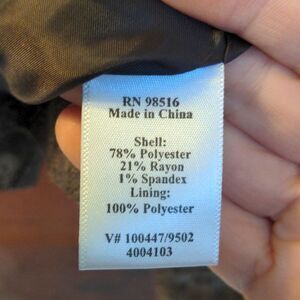 RN 98516
Made in China
Shell:
78% Polyester
21% Rayon
1% Spandex
Lining:
100% Polyester
V# 100447/9502
4004103